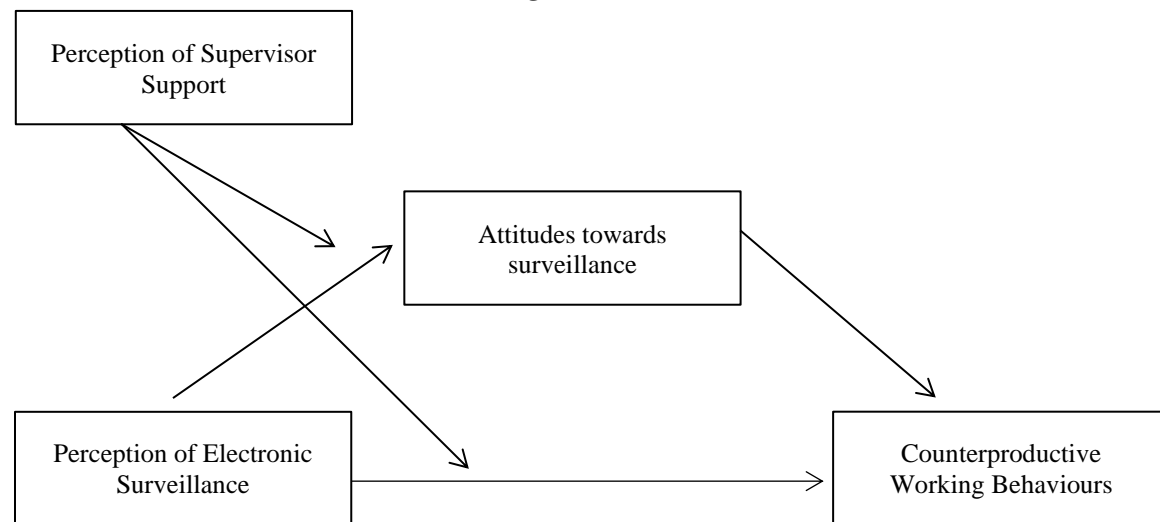 Perception of Supervisor
Support
Attitudes towards
surveillance
Perception of Electronic
Surveillance
Counterproductive
Working Behaviours